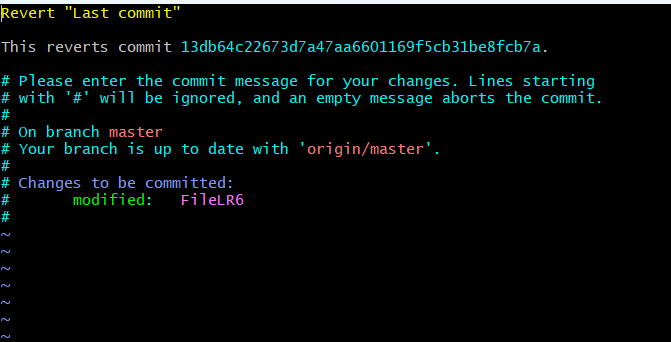 Revert "Last commit"
This reverts commit 13db64c22673d7a47aa6601169f5cb31be8fcb7a.
# Please enter the commit message for your changes. Lines starting
# with '#' will be ignored, and an empty message aborts the commit.
#
# On branch master
# Your branch is up to date with 'origin/master'.
#
# Changes to be committed:
#       modified:   FileLR6
#
~
~
~
~
~
~
~